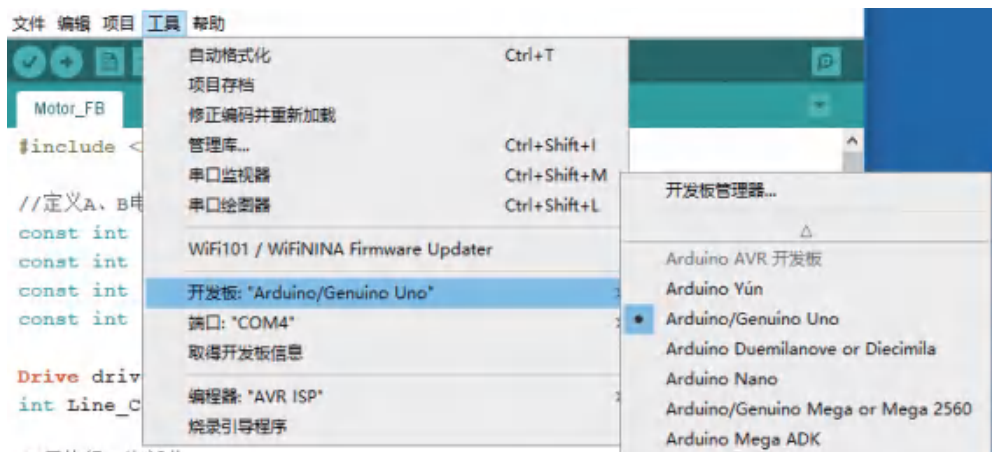 文件 编辑 项目 工具 帮助
Motor_FB
#include <
//定义A、B电
const int
const int
const int
const int
Drive driv
int Line_C
自动格式化 Ctrl+T
项目存档
修正编码并重新加载
管理库... Ctrl+Shift+I
串口监视器 Ctrl+Shift+M
串口绘图器 Ctrl+Shift+L
WiFi101 / WiFiNINA Firmware Updater
开发板: "Arduino/Genuino Uno"
端口: "COM4"
取得开发板信息
编程器: "AVR ISP"
烧录引导程序
开发板管理器...
Arduino AVR 开发板
Arduino Yún
Arduino/Genuino Uno
Arduino Duemilanove or Diecimila
Arduino Nano
Arduino/Genuino Mega or Mega 2560
Arduino Mega ADK